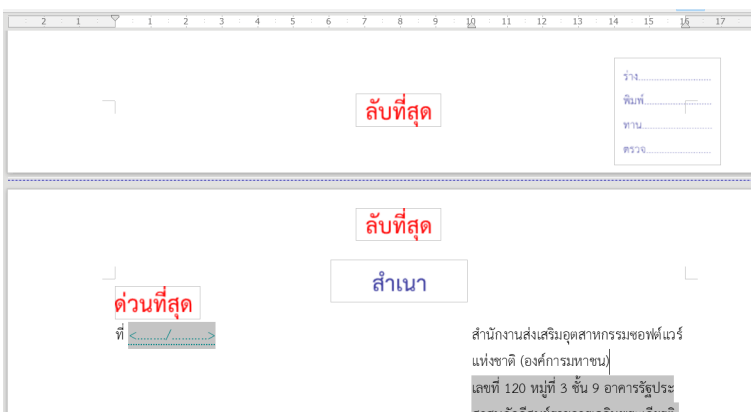 2 1 1 2 3 4 5 6 7 8 9 10 11 12 13 14 15 16 17
ร่าง
ลับที่สุด
พิมพ์
ทาน
ตรวจ
ลับที่สุด
สำเนา
ด่วนที่สุด
ที่ <........./...........>
สำนักงานส่งเสริมอุตสาหกรรมซอฟต์แวร์
แห่งชาติ (องค์การมหาชน)
เลขที่ 120 หมู่ที่ 3 ชั้น 9 อาคารรัฐประ